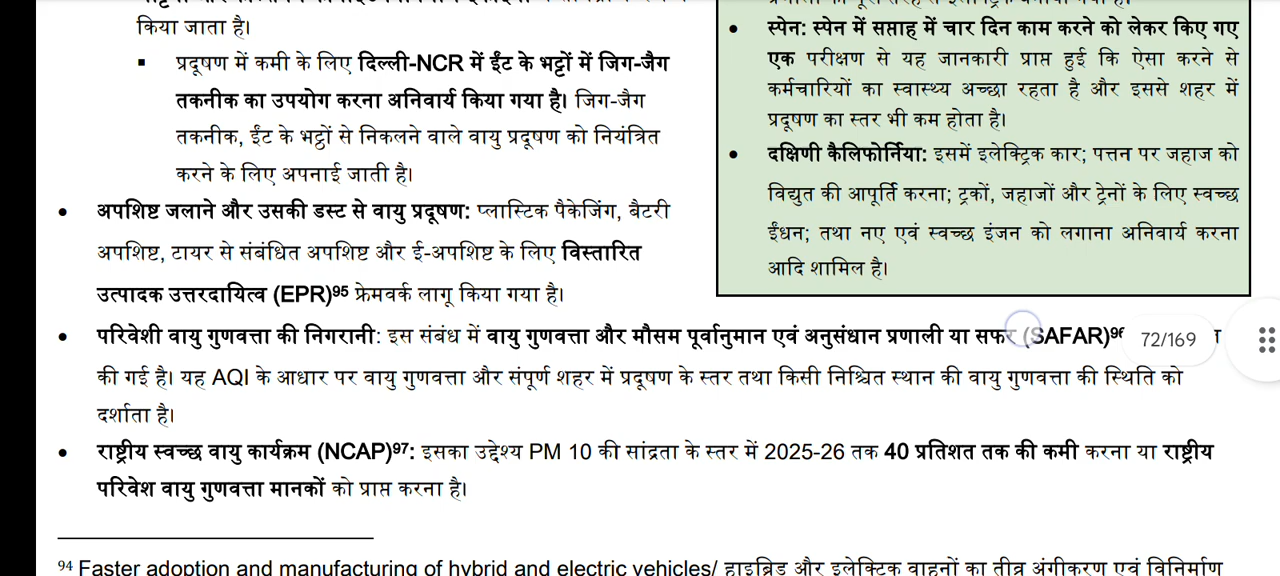 किया जाता है।
▪ प्रदूषण में कमी के लिए दिल्ली-NCR में ईंट के भट्टों में जिग-जैग
तकनीक का उपयोग करना अनिवार्य किया गया है। जिग-जैग
तकनीक, ईंट के भट्टों से निकलने वाले वायु प्रदूषण को नियंत्रित
करने के लिए अपनाई जाती है।
• अपशिष्ट जलाने और उसकी डस्ट से वायु प्रदूषण: प्लास्टिक पैकेजिंग, बैटरी
अपशिष्ट, टायर से संबंधित अपशिष्ट और ई-अपशिष्ट के लिए विस्तारित
उत्पादक उत्तरदायित्व (EPR)95 फ्रेमवर्क लागू किया गया है।
• स्पेन: स्पेन में सप्ताह में चार दिन काम करने को लेकर किए गए
एक परीक्षण से यह जानकारी प्राप्त हुई कि ऐसा करने से
कर्मचारियों का स्वास्थ्य अच्छा रहता है और इससे शहर में
प्रदूषण का स्तर भी कम होता है।
• दक्षिणी कैलिफोर्निया: इसमें इलेक्ट्रिक कार; पत्तन पर जहाज को
विद्युत की आपूर्ति करना; ट्रकों, जहाजों और ट्रेनों के लिए स्वच्छ
ईंधन; तथा नए एवं स्वच्छ इंजन को लगाना अनिवार्य करना
आदि शामिल है।
• परिवेशी वायु गुणवत्ता की निगरानी: इस संबंध में वायु गुणवत्ता और मौसम पूर्वानुमान एवं अनुसंधान प्रणाली या सफर (SAFAR)96
72/169
की गई है। यह AQI के आधार पर वायु गुणवत्ता और संपूर्ण शहर में प्रदूषण के स्तर तथा किसी निश्चित स्थान की वायु गुणवत्ता की स्थिति को
दर्शाता है।
• राष्ट्रीय स्वच्छ वायु कार्यक्रम (NCAP)97: इसका उद्देश्य PM 10 की सांद्रता के स्तर में 2025-26 तक 40 प्रतिशत तक की कमी करना या राष्ट्रीय
परिवेश वायु गुणवत्ता मानकों को प्राप्त करना है।
94 Faster adoption and manufacturing of hybrid and electric vehicles/ हाइब्रिड और इलेक्ट्रिक वाहनों का तीव्र अंगीकरण एवं विनिर्माण